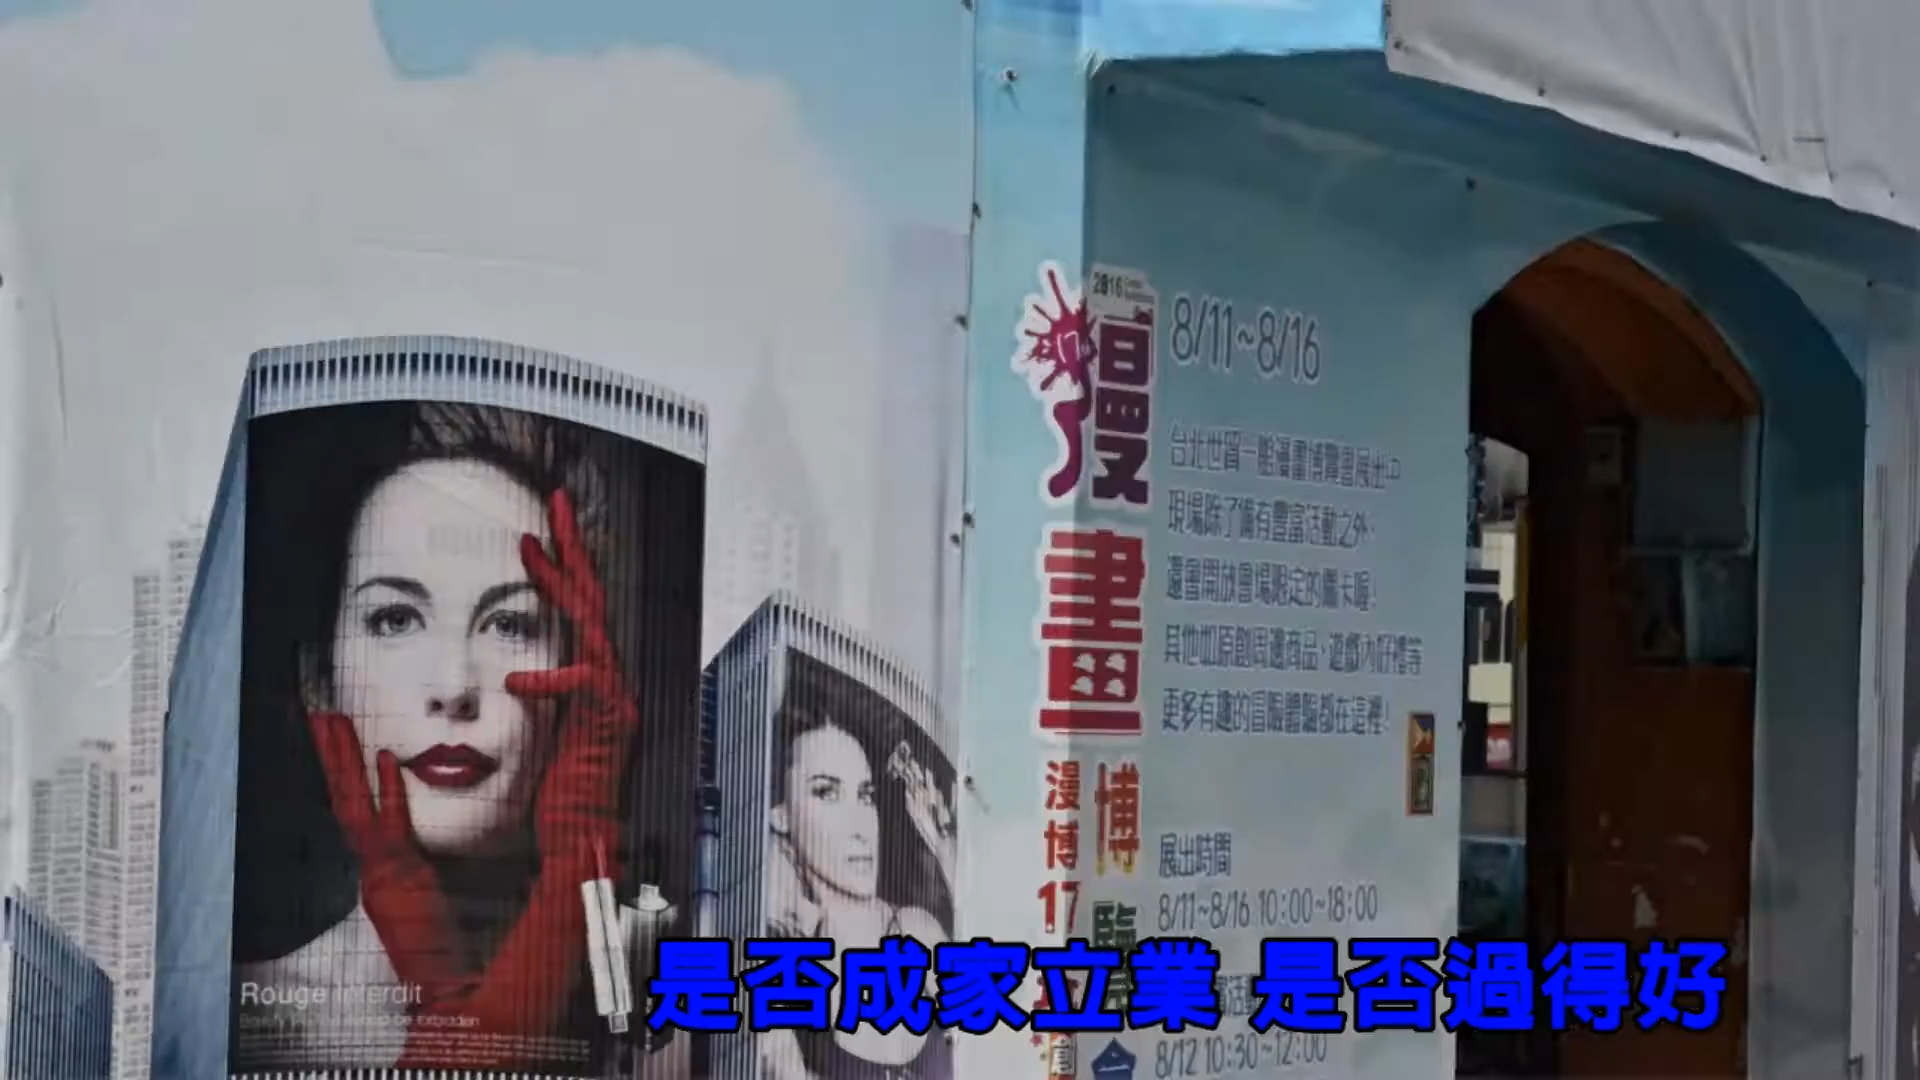 2016
漫畫博覽會
漫博17
8/11~8/16
台北世貿一館漫畫博覽會展出中
現場除了備有豐富活動之外，
還會開放會場限定的圖卡喔！
其他如原創周邊商品、遊戲內好禮等
更多有趣的冒險體驗都在這裡！
展出時間
8/11~8/16 10:00~18:00
8/12 10:30~12:00
Rouge Interdit
是否成家立業 是否過得好